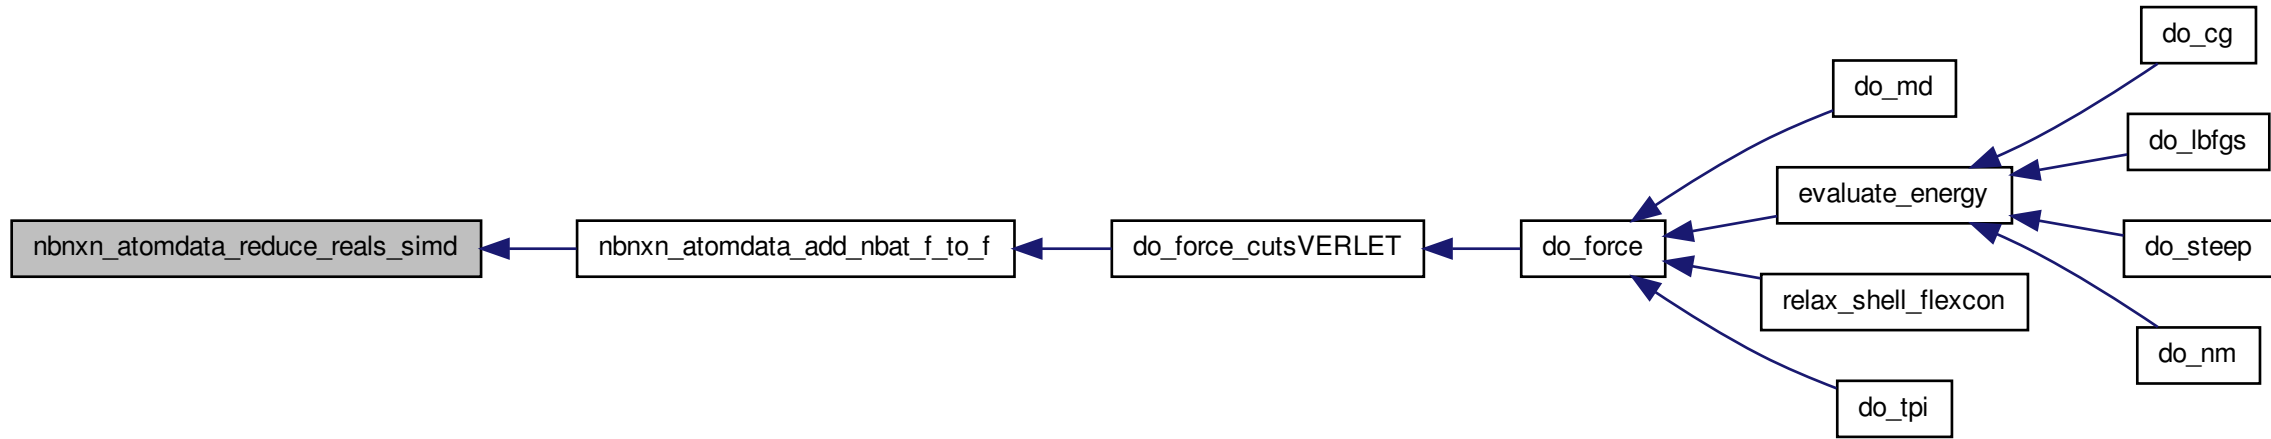 nbnxn_atomdata_reduce_reals_simd
nbnxn_atomdata_add_nbat_f_to_f
do_force_cutsVERLET
do_force
do_md
evaluate_energy
relax_shell_flexcon
do_tpi
do_cg
do_lbfgs
do_steep
do_nm